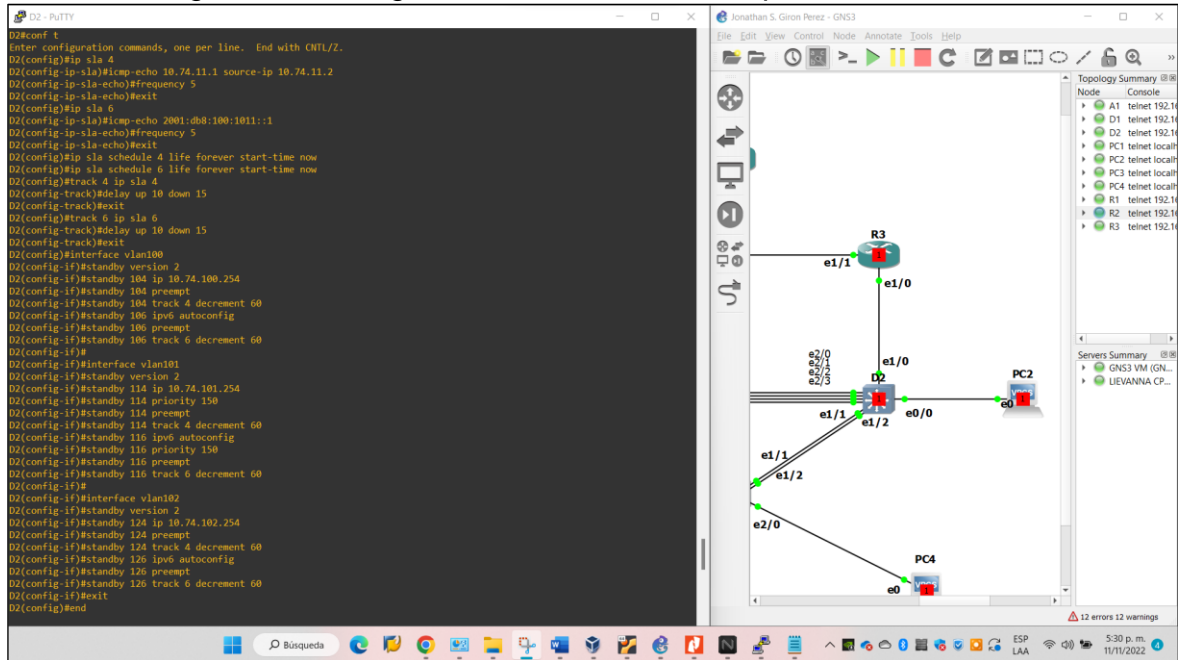 D2 - PuTTY
D2#conf t
Enter configuration commands, one per line. End with CNTL/Z.
D2(config)#ip sla 4
D2(config-ip-sla)#icmp-echo 10.74.11.1 source-ip 10.74.11.2
D2(config-ip-sla-echo)#frequency 5
D2(config-ip-sla-echo)#exit
D2(config)#ip sla 6
D2(config-ip-sla)#icmp-echo 2001:db8:100:1011::1
D2(config-ip-sla-echo)#frequency 5
D2(config-ip-sla-echo)#exit
D2(config)#ip sla schedule 4 life forever start-time now
D2(config)#ip sla schedule 6 life forever start-time now
D2(config)#track 4 ip sla 4
D2(config-track)#delay up 10 down 15
D2(config-track)#exit
D2(config)#track 6 ip sla 6
D2(config-track)#delay up 10 down 15
D2(config-track)#exit
D2(config)#interface vlan100
D2(config-if)#standby version 2
D2(config-if)#standby 104 ip 10.74.100.254
D2(config-if)#standby 104 preempt
D2(config-if)#standby 104 track 4 decrement 60
D2(config-if)#standby 106 ipv6 autoconfig
D2(config-if)#standby 106 preempt
D2(config-if)#standby 106 track 6 decrement 60
D2(config-if)#
D2(config-if)#interface vlan101
D2(config-if)#standby version 2
D2(config-if)#standby 114 ip 10.74.101.254
D2(config-if)#standby 114 priority 150
D2(config-if)#standby 114 preempt
D2(config-if)#standby 114 track 4 decrement 60
D2(config-if)#standby 116 ipv6 autoconfig
D2(config-if)#standby 116 priority 150
D2(config-if)#standby 116 preempt
D2(config-if)#standby 116 track 6 decrement 60
D2(config-if)#
D2(config-if)#interface vlan102
D2(config-if)#standby version 2
D2(config-if)#standby 124 ip 10.74.102.254
D2(config-if)#standby 124 preempt
D2(config-if)#standby 124 track 4 decrement 60
D2(config-if)#standby 126 ipv6 autoconfig
D2(config-if)#standby 126 preempt
D2(config-if)#standby 126 track 6 decrement 60
D2(config-if)#exit
D2(config)#end
Jonathan S. Giron Perez - GNS3
File Edit View Control Node Annotate Tools Help
R3
e1/1
e1/0
e2/0
e2/1
e2/2
e2/3
e1/0
D2
PC2
e1/1
e1/2
e0/0
e0
e1/1
e1/2
e2/0
PC4
e0
Topology Summary
Node Console
A1 telnet 192.16
D1 telnet 192.16
D2 telnet 192.16
PC1 telnet localh
PC2 telnet localh
PC3 telnet localh
PC4 telnet localh
R1 telnet 192.16
R2 telnet 192.16
R3 telnet 192.16
Servers Summary
GNS3 VM (GN...
LIEVANNA CP...
12 errors 12 warnings
Búsqueda
ESP
LAA
5:30 p. m.
11/11/2022
4